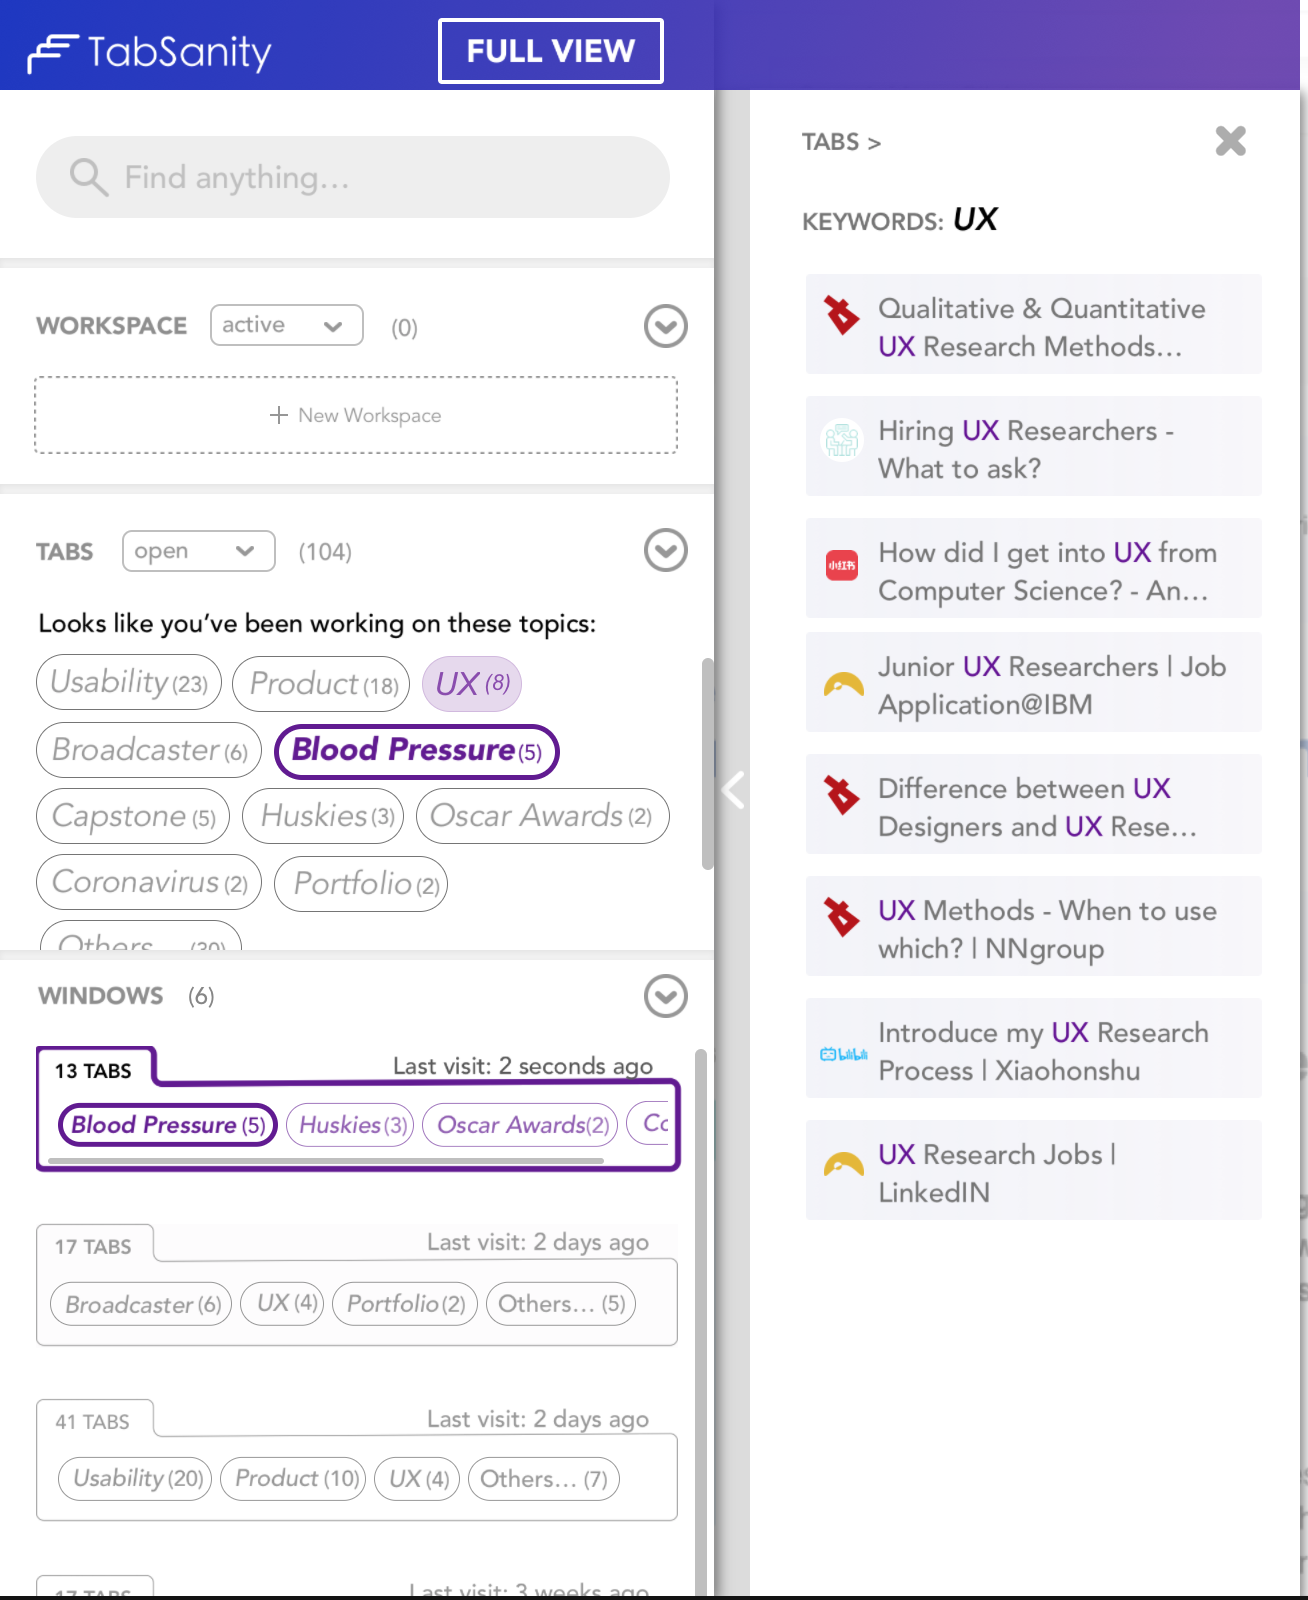 TabSanity
FULL VIEW
Find anything...
WORKSPACE active (0)
+ New Workspace
TABS open (104)
Looks like you’ve been working on these topics:
Usability (23) Product (18) UX (8)
Broadcaster (6) Blood Pressure (5)
Capstone (5) Huskies (3) Oscar Awards (2)
Coronavirus (2) Portfolio (2)
Others... (30)
WINDOWS (6)
13 TABS Last visit: 2 seconds ago
Blood Pressure (5) Huskies (3) Oscar Awards (2) Co
17 TABS Last visit: 2 days ago
Broadcaster (6) UX (4) Portfolio (2) Others... (5)
41 TABS Last visit: 2 days ago
Usability (20) Product (10) UX (4) Others... (7)
17 TABS Last visit: 3 weeks ago
TABS >
KEYWORDS: UX
Qualitative & Quantitative
UX Research Methods...
Hiring UX Researchers -
What to ask?
小红书
How did I get into UX from
Computer Science? - An...
Junior UX Researchers | Job
Application@IBM
Difference between UX
Designers and UX Rese...
UX Methods - When to use
which? | NNgroup
bilibili
Introduce my UX Research
Process | Xiaohonshu
UX Research Jobs |
LinkedIN